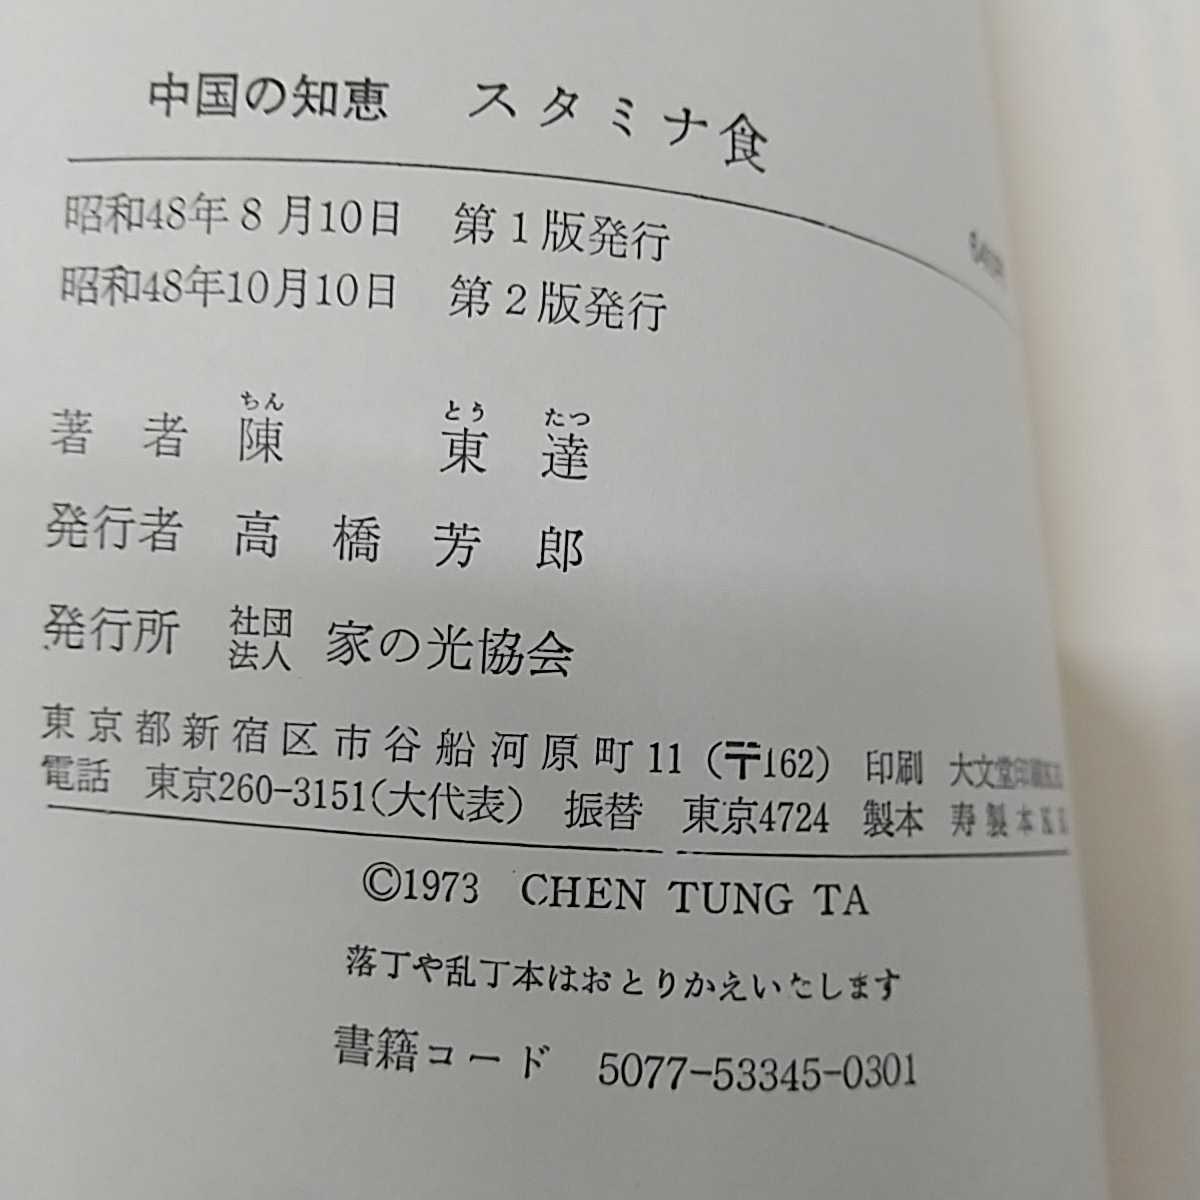 中国の知恵　スタミナ食
昭和48年8月10日　第1版発行
昭和48年10月10日　第2版発行
ちん　とう　たつ
著者　陳　東達
発行者　高橋芳郎
発行所　社団法人　家の光協会
東京都新宿区市谷船河原町11（〒162）　印刷　大文堂印刷
電話　東京260-3151（大代表）　振替　東京4724　製本　寿製本KK
©1973　CHEN TUNG TA
落丁や乱丁本はおとりかえいたします
書籍コード　5077-53345-0301